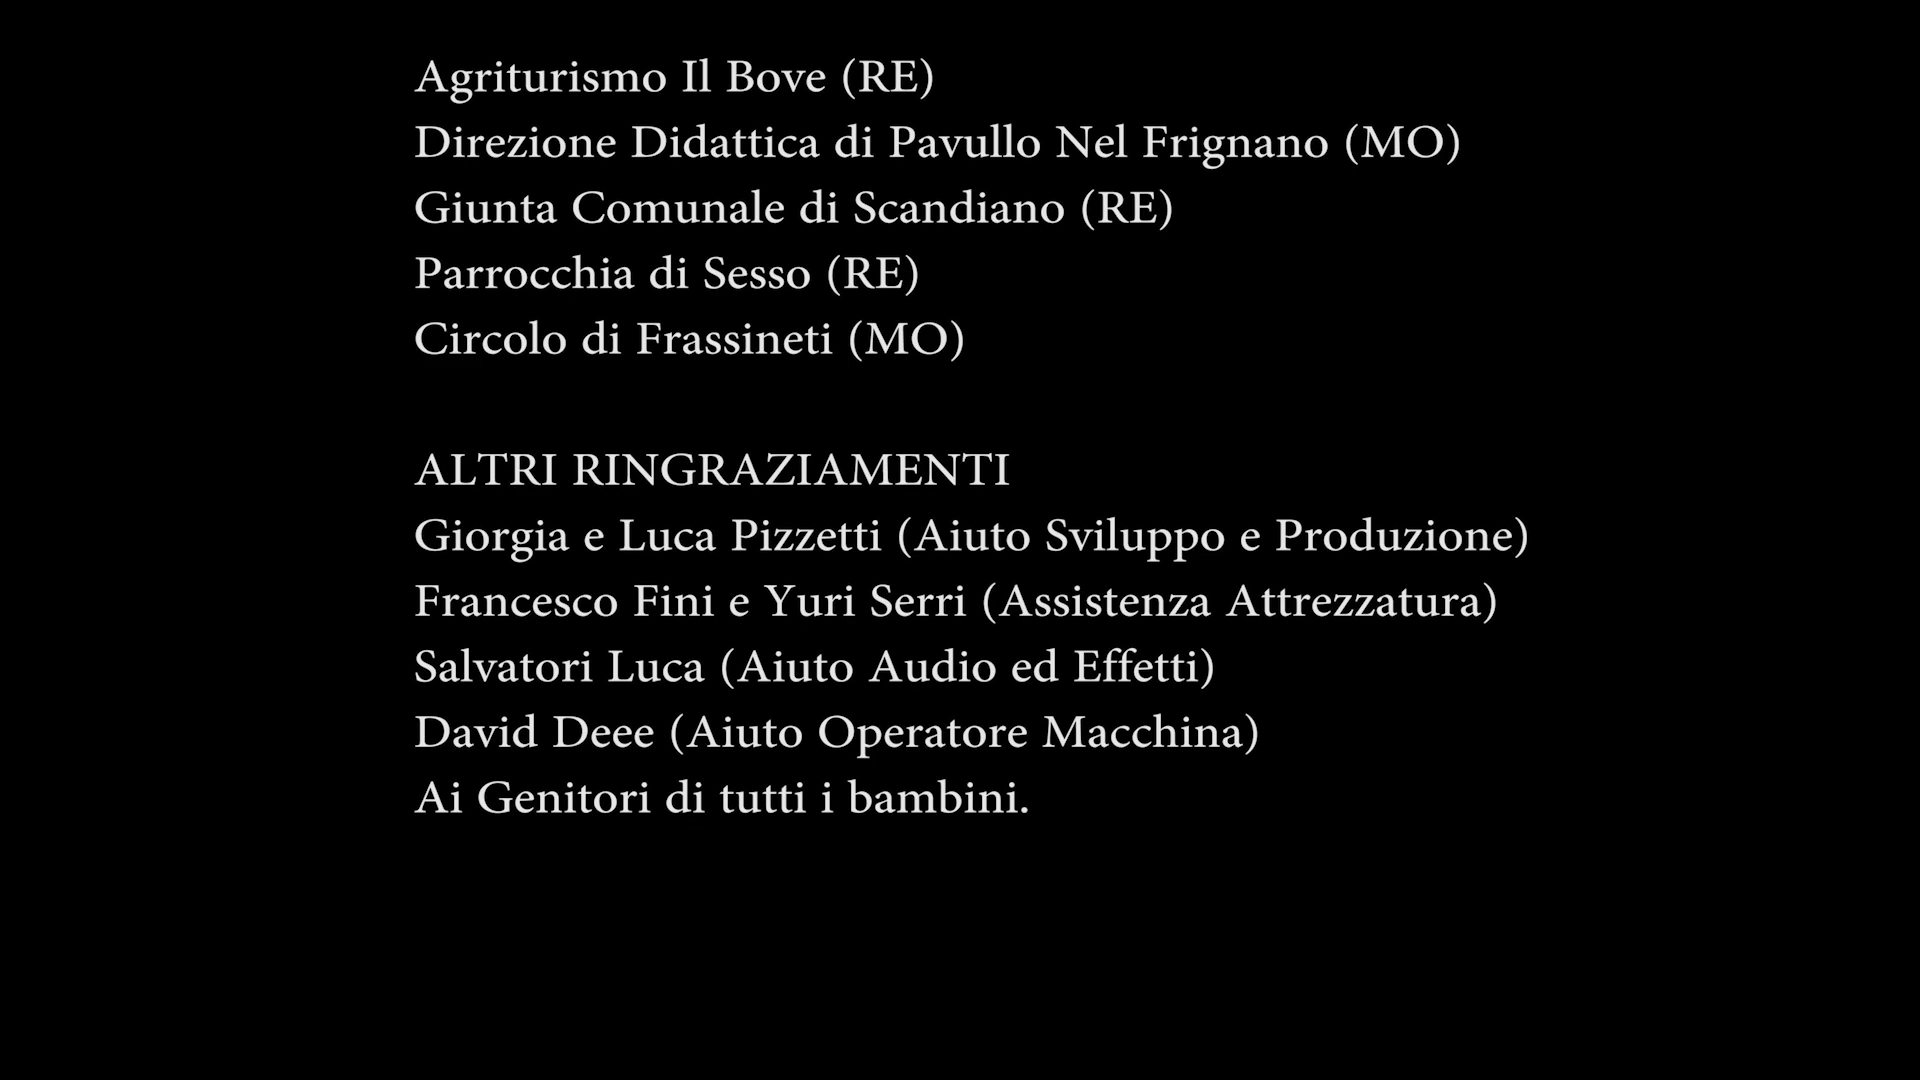 Agriturismo Il Bove (RE)
Direzione Didattica di Pavullo Nel Frignano (MO)
Giunta Comunale di Scandiano (RE)
Parrocchia di Sesso (RE)
Circolo di Frassineti (MO)
ALTRI RINGRAZIAMENTI
Giorgia e Luca Pizzetti (Aiuto Sviluppo e Produzione)
Francesco Fini e Yuri Serri (Assistenza Attrezzatura)
Salvatori Luca (Aiuto Audio ed Effetti)
David Deee (Aiuto Operatore Macchina)
Ai Genitori di tutti i bambini.